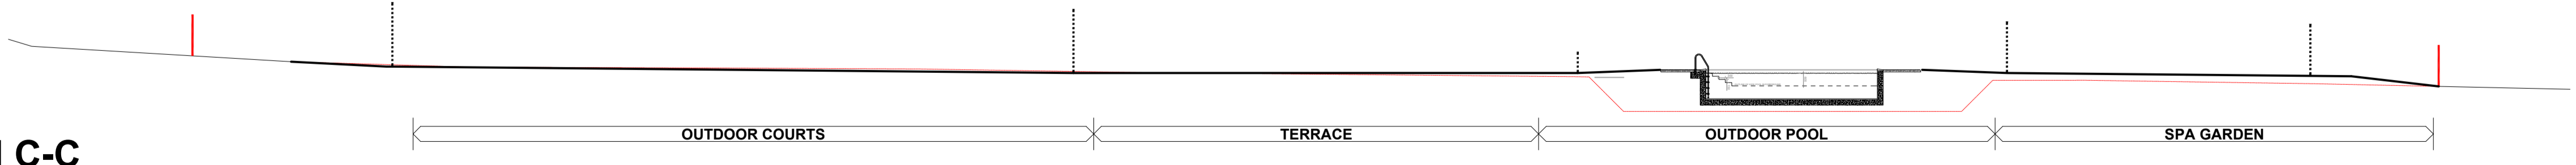 OUTDOOR COURTS
TERRACE
OUTDOOR POOL
SPA GARDEN
C-C